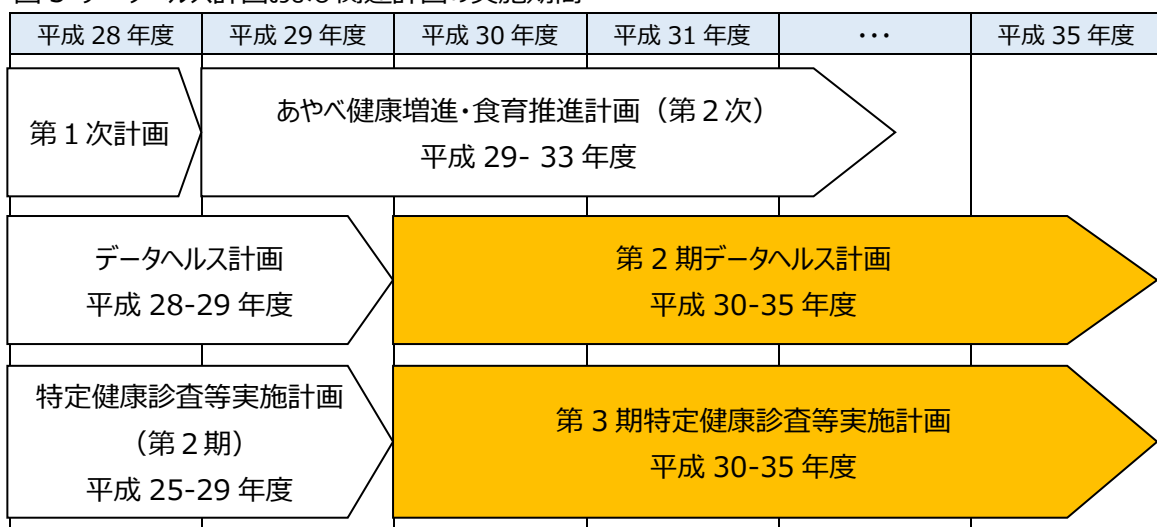 平成 28 年度 平成 29 年度 平成 30 年度 平成 31 年度 ・・・ 平成 35 年度
第１次計画
あやべ健康増進・食育推進計画（第２次）
平成 29- 33 年度
データヘルス計画
平成 28-29 年度
第２期データヘルス計画
平成 30-35 年度
特定健康診査等実施計画
（第２期）
平成 25-29 年度
第３期特定健康診査等実施計画
平成 30-35 年度